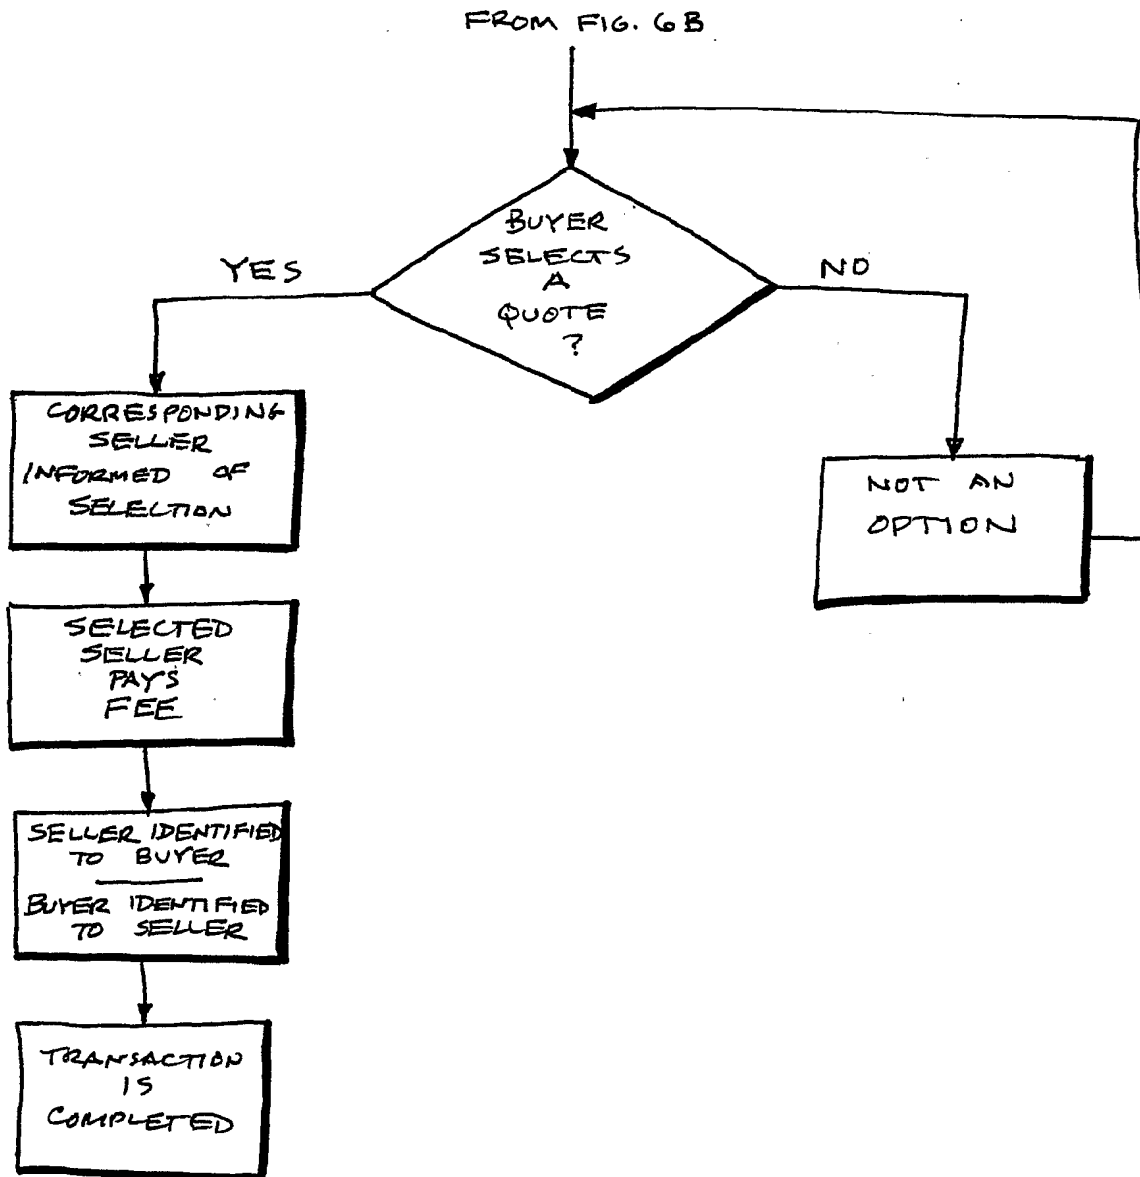 FROM FIG. 6B
BUYER
SELECTS
A
QUOTE
?
YES
NO
CORRESPONDING
SELLER
INFORMED OF
SELECTION
NOT AN
OPTION
SELECTED
SELLER
PAYS
FEE
SELLER IDENTIFIED
TO BUYER
BUYER IDENTIFIED
TO SELLER
TRANSACTION
IS
COMPLETED